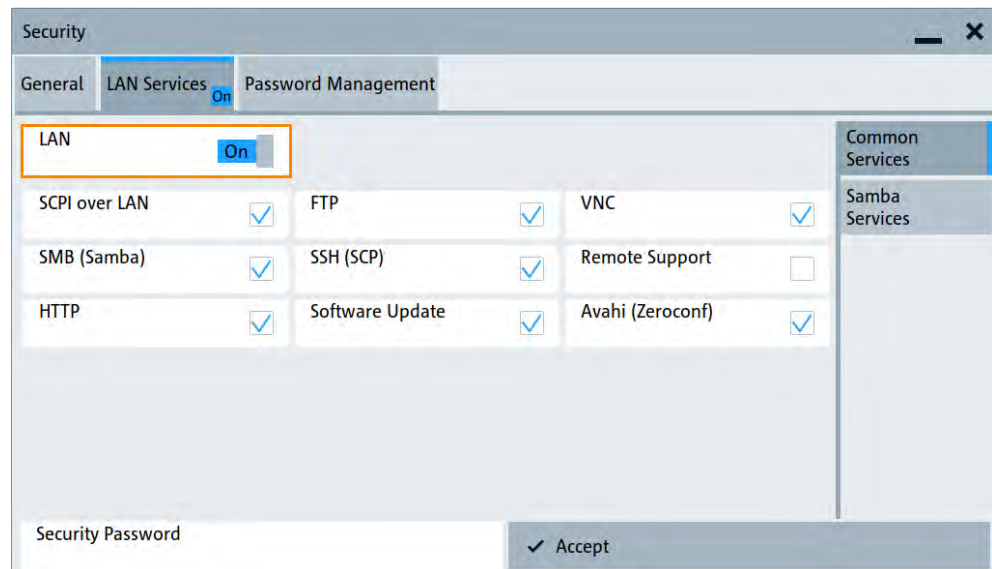 Security
General
LAN Services
On
Password Management
LAN
On
Common
Services
Samba
Services
SCPI over LAN
FTP
VNC
SMB (Samba)
SSH (SCP)
Remote Support
HTTP
Software Update
Avahi (Zeroconf)
Security Password
Accept